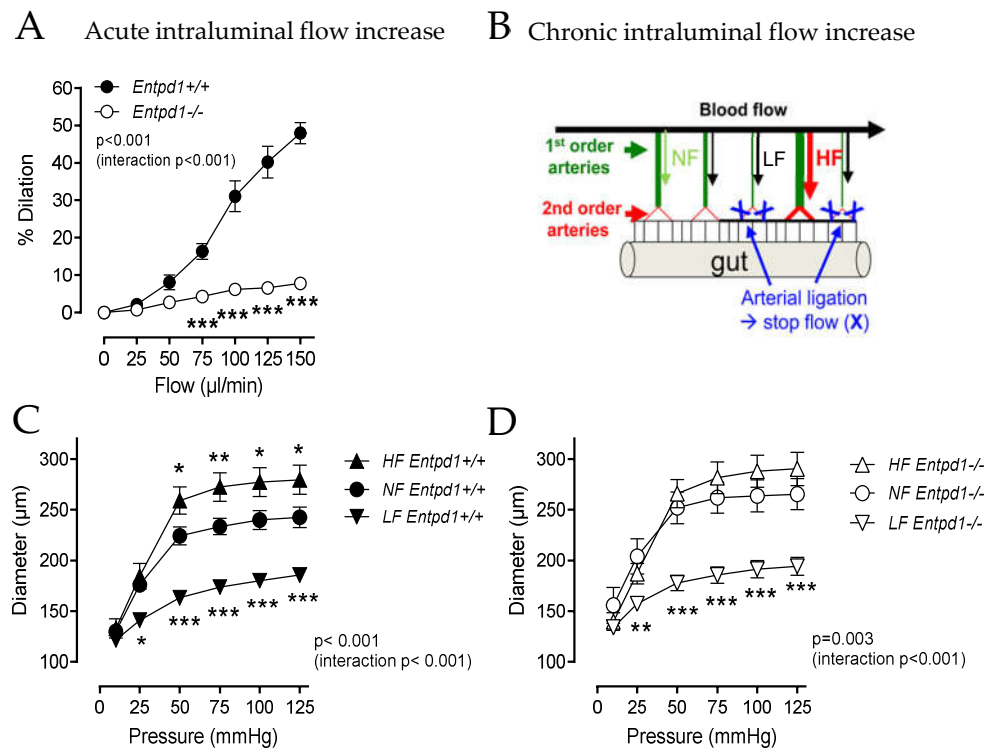 A Acute intraluminal flow increase
60
50
40
30
20
10
0
% Dilation
Entpd1+/+
Entpd1-/-
p<0.001
(interaction p<0.001)
*** *** *** ***
0 25 50 75 100 125 150
Flow (µl/min)
B Chronic intraluminal flow increase
Blood flow
1st order
arteries
NF
LF
HF
2nd order
arteries
X X X X
gut
Arterial ligation
→ stop flow (X)
C
300
250
200
150
100
Diameter (µm)
* ** * *
HF Entpd1+/+
NF Entpd1+/+
LF Entpd1+/+
* *** *** *** ***
p< 0.001
(interaction p< 0.001)
0 25 50 75 100 125
Pressure (mmHg)
D
300
250
200
150
100
Diameter (µm)
HF Entpd1-/-
NF Entpd1-/-
LF Entpd1-/-
** *** *** *** ***
p=0.003
(interaction p<0.001)
0 25 50 75 100 125
Pressure (mmHg)